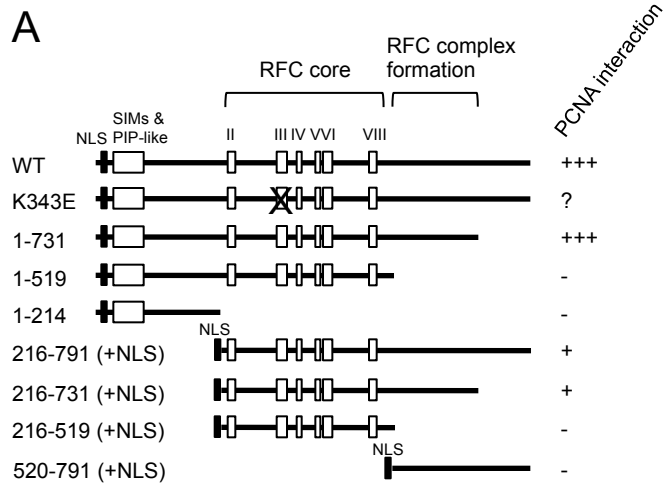 A
PCNA interaction
RFC complex
formation
RFC core
SIMs &
PIP-like
NLS
II III IV VVI VIII
WT +++
K343E ?
1-731 +++
1-519 -
1-214 -
NLS
216-791 (+NLS) +
216-731 (+NLS) +
216-519 (+NLS) -
NLS
520-791 (+NLS) -